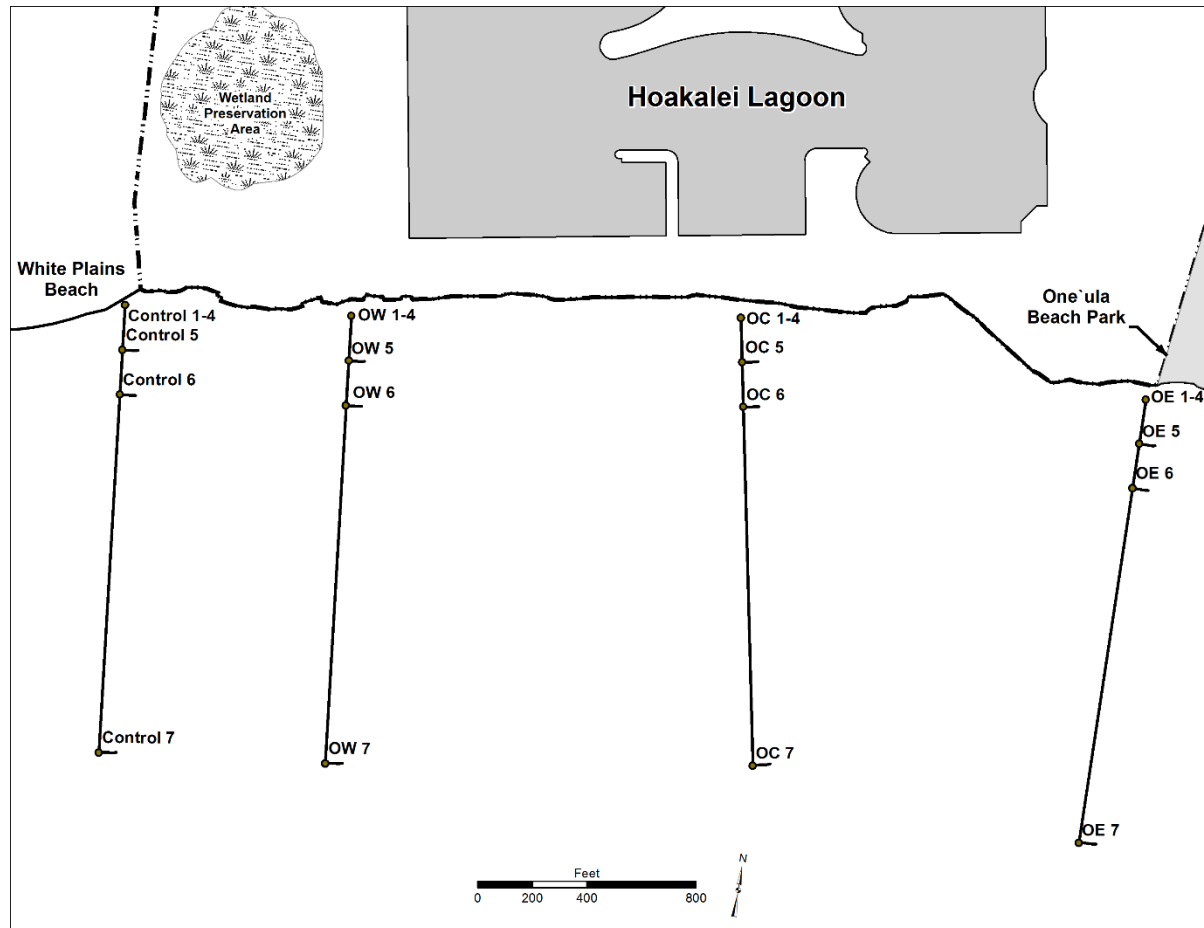 Wetland
Preservation
Area
Hoakalei Lagoon
White Plains
Beach
One`ula
Beach Park
Control 1-4
Control 5
Control 6
Control 7
OW 1-4
OW 5
OW 6
OW 7
OC 1-4
OC 5
OC 6
OC 7
OE 1-4
OE 5
OE 6
OE 7
Feet
0 200 400 800
N